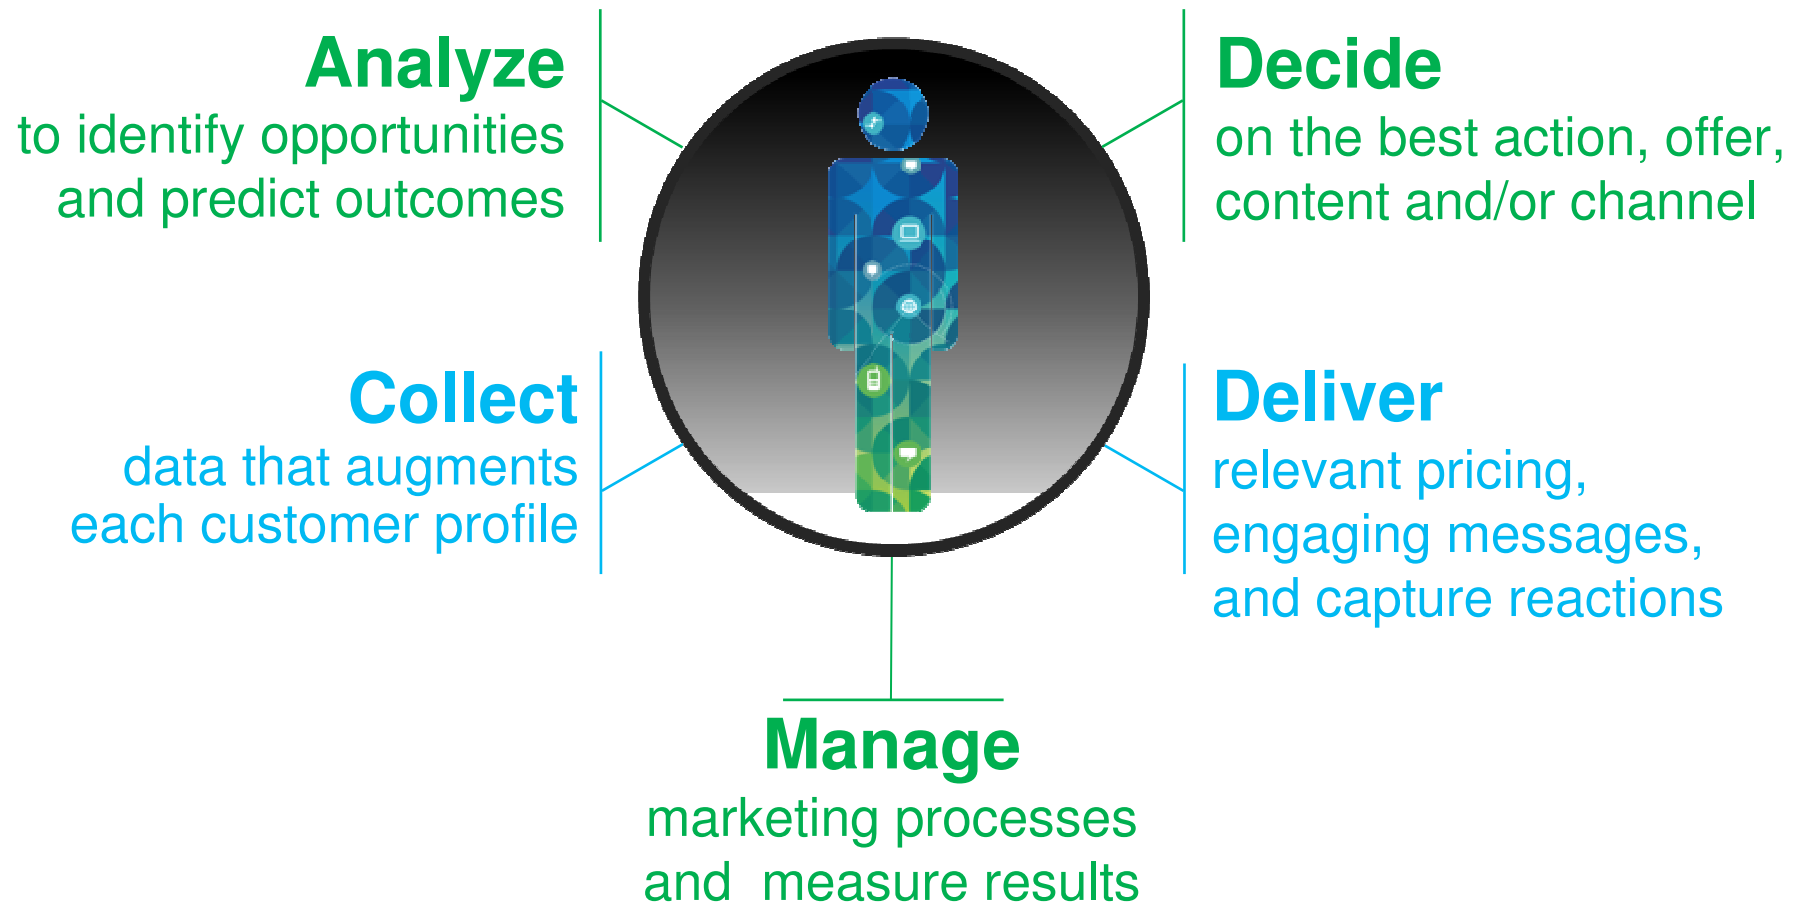 Analyze
to identify opportunities
and predict outcomes
Decide
on the best action, offer,
content and/or channel
Collect
data that augments
each customer profile
Deliver
relevant pricing,
engaging messages,
and capture reactions
Manage
marketing processes
and  measure results